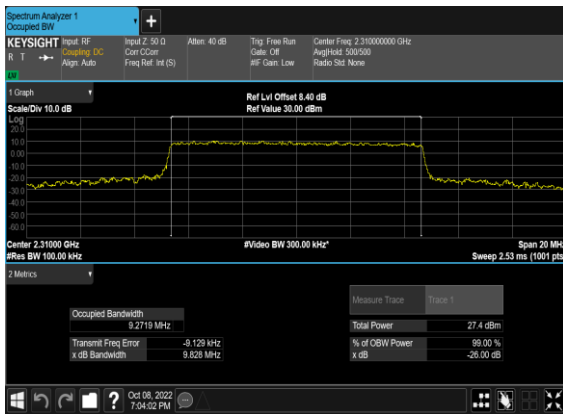 Spectrum Analyzer 1
Occupied BW
+
KEYSIGHT Input: RF Input Z: 50 Ω Atten: 40 dB Trig: Free Run Center Freq: 2.310000000 GHz
R T Coupling: DC Corr CCorr Gate: Off Avg|Hold: 500/500
Align: Auto Freq Ref: Int (S) #IF Gain: Low Radio Std: None
LXI
1 Graph
Ref Lvl Offset 8.40 dB
Scale/Div 10.0 dB Ref Value 30.00 dBm
Log
20.0
10.0
0.00
-10.0
-20.0
-30.0
-40.0
-50.0
-60.0
Center 2.31000 GHz #Video BW 300.00 kHz* Span 20 MHz
#Res BW 100.00 kHz Sweep 2.53 ms (1001 pts)
2 Metrics
Measure Trace Trace 1
Occupied Bandwidth
9.2719 MHz Total Power 27.4 dBm
Transmit Freq Error -9.129 kHz % of OBW Power 99.00 %
x dB Bandwidth 9.828 MHz x dB -26.00 dB
? Oct 08, 2022
7:04:02 PM